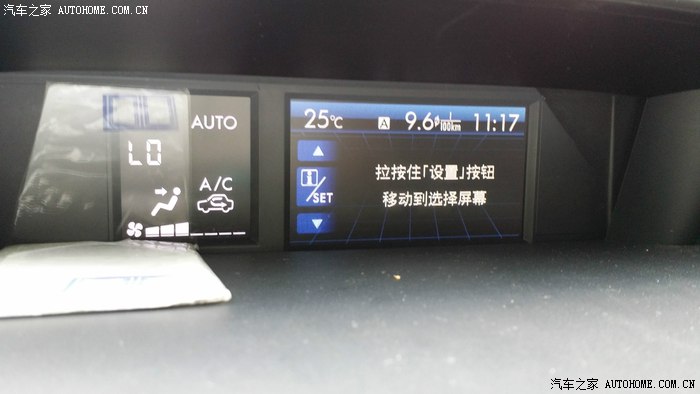 汽车之家 AUTOHOME.COM.CN
AUTO
LO
A/C
25℃
A 9.6 l/100km
11:17
i/SET
拉按住「设置」按钮
移动到选择屏幕
汽车之家 AUTOHOME.COM.CN